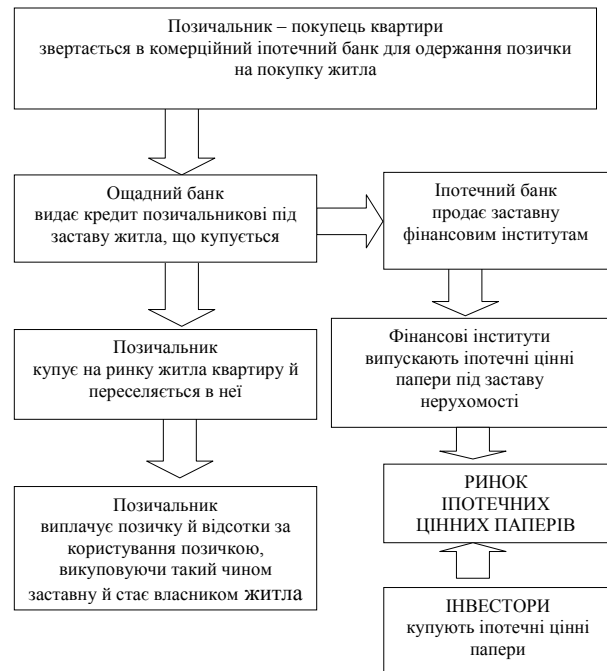 Позичальник – покупець квартири
звертається в комерційний іпотечний банк для одержання позички
на покупку житла
Ощадний банк
видає кредит позичальникові під
заставу житла, що купується
Іпотечний банк
продає заставну
фінансовим інститутам
Позичальник
купує на ринку житла квартиру й
переселяється в неї
Фінансові інститути
випускають іпотечні цінні
папери під заставу
нерухомості
Позичальник
виплачує позичку й відсотки за
користування позичкою,
викуповуючи такий чином
заставну й стає власником житла
РИНОК
ІПОТЕЧНИХ
ЦІННИХ ПАПЕРІВ
ІНВЕСТОРИ
купують іпотечні цінні
папери